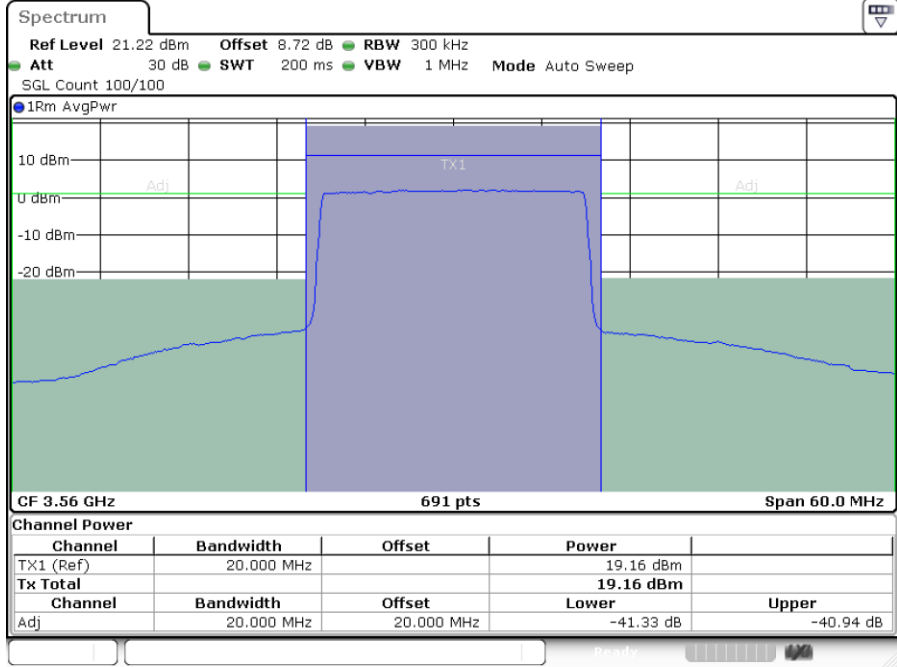 Spectrum
Ref Level 21.22 dBm Offset 8.72 dB RBW 300 kHz
Att 30 dB SWT 200 ms VBW 1 MHz Mode Auto Sweep
SGL Count 100/100
1Rm AvgPwr
10 dBm
TX1
Adj Adj
0 dBm
-10 dBm
-20 dBm
CF 3.56 GHz 691 pts Span 60.0 MHz
Channel Power
Channel Bandwidth Offset Power
TX1 (Ref) 20.000 MHz 19.16 dBm
Tx Total 19.16 dBm
Channel Bandwidth Offset Lower Upper
Adj 20.000 MHz 20.000 MHz -41.33 dB -40.94 dB
Ready